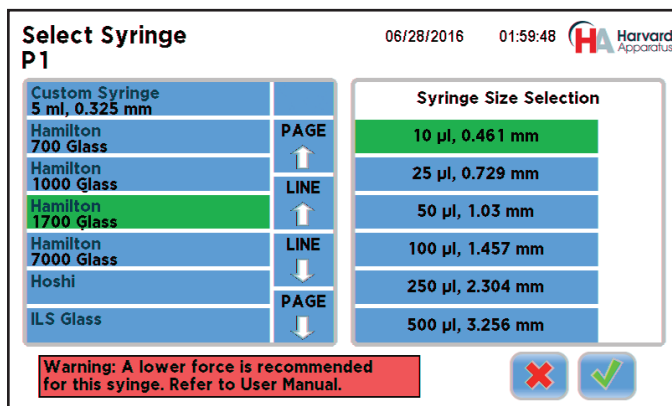 Select Syringe
P1
06/28/2016 01:59:48
HA Harvard
Apparatus
Custom Syringe
5 ml, 0.325 mm
Hamilton
700 Glass
Hamilton
1000 Glass
Hamilton
1700 Glass
Hamilton
7000 Glass
Hoshi
ILS Glass
PAGE
LINE
LINE
PAGE
Syringe Size Selection
10 µl, 0.461 mm
25 µl, 0.729 mm
50 µl, 1.03 mm
100 µl, 1.457 mm
250 µl, 2.304 mm
500 µl, 3.256 mm
Warning: A lower force is recommended
for this syinge. Refer to User Manual.